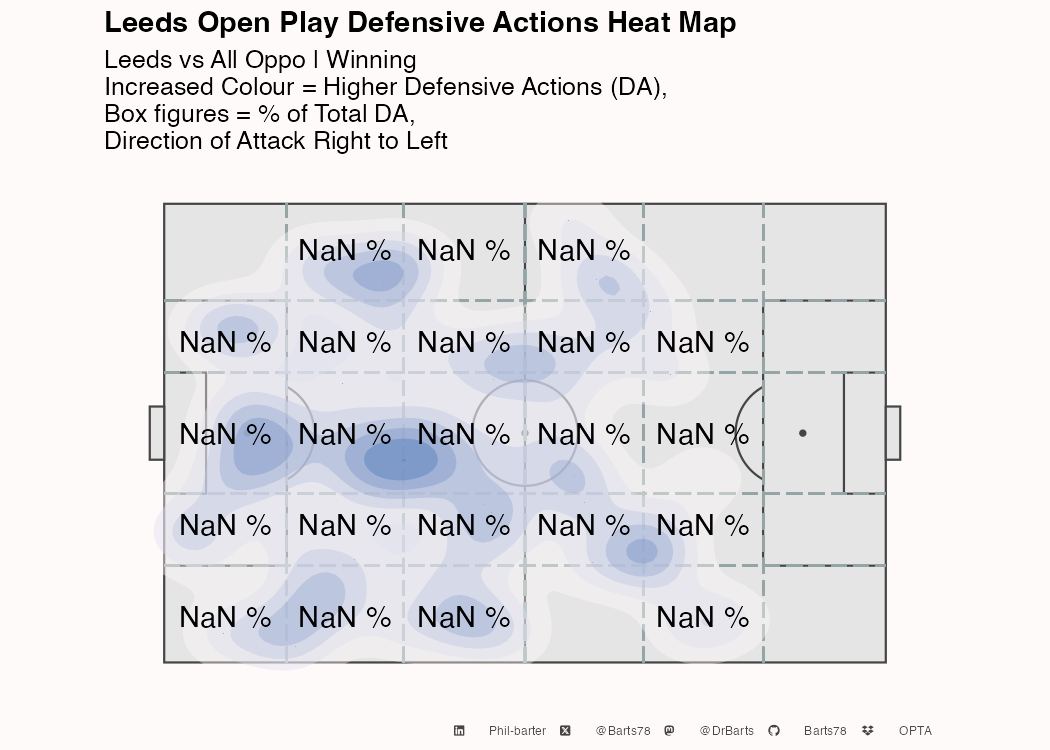 Leeds Open Play Defensive Actions Heat Map
Leeds vs All Oppo | Winning
Increased Colour = Higher Defensive Actions (DA),
Box figures = % of Total DA,
Direction of Attack Right to Left
NaN % NaN % NaN %
NaN % NaN % NaN % NaN % NaN %
NaN % NaN % NaN % NaN % NaN %
NaN % NaN % NaN % NaN % NaN %
NaN % NaN % NaN % NaN %
Phil-barter @Barts78 @DrBarts Barts78 OPTA